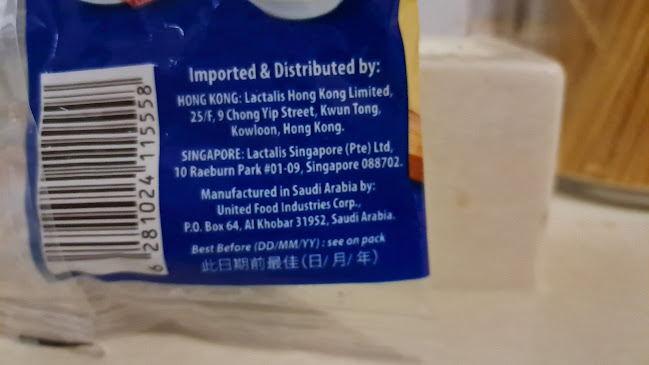 Imported & Distributed by:
HONG KONG: Lactalis Hong Kong Limited,
25/F, 9 Chong Yip Street, Kwun Tong,
Kowloon, Hong Kong.
SINGAPORE: Lactalis Singapore (Pte) Ltd,
10 Raeburn Park #01-09, Singapore 088702.
Manufactured in Saudi Arabia by:
United Food Industries Corp.,
P.O. Box 64, Al Khobar 31952, Saudi Arabia.
Best Before (DD/MM/YY) : see on pack
此日期前最佳(日/月/年)
6 281024 115558